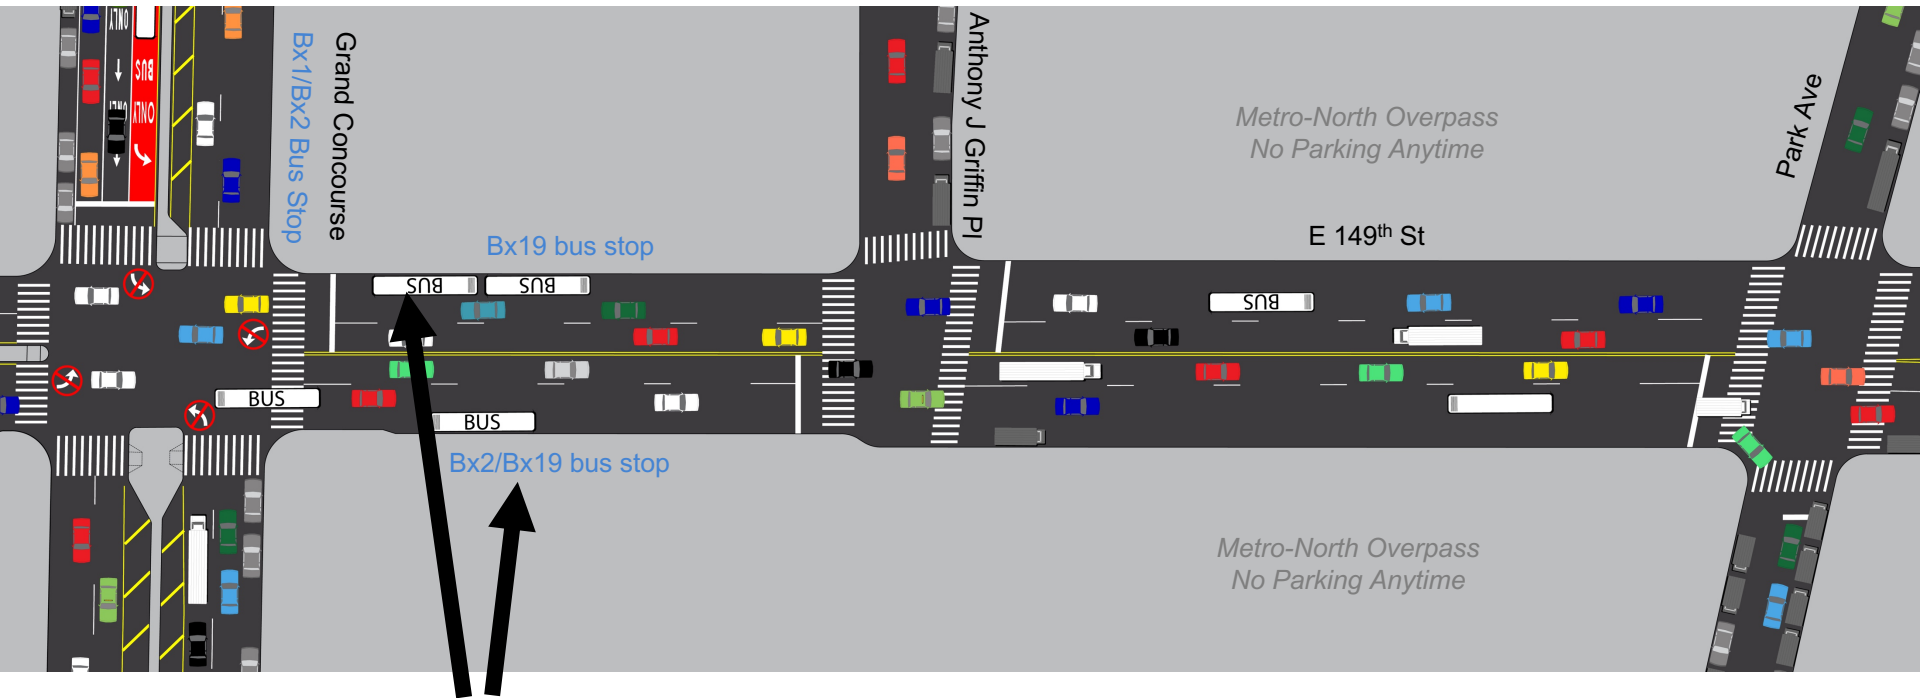 ONLY
BUS
ONLY
ONLY
Grand Concourse
Bx1/Bx2 Bus Stop
Bx19 bus stop
Anthony J Griffin Pl
Metro-North Overpass
No Parking Anytime
Park Ave
E 149th St
BUS
BUS
BUS
BUS
BUS
Bx2/Bx19 bus stop
Metro-North Overpass
No Parking Anytime